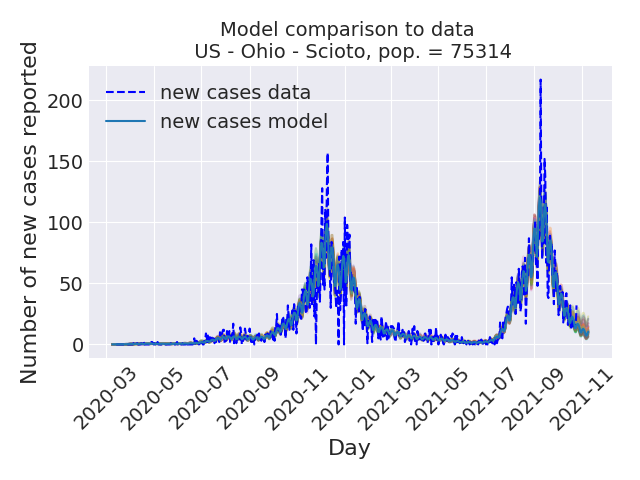 Model comparison to data
US - Ohio - Scioto, pop. = 75314
new cases data
new cases model
Number of new cases reported
200
150
100
50
0
2020-03
2020-05
2020-07
2020-09
2020-11
2021-01
2021-03
2021-05
2021-07
2021-09
2021-11
Day